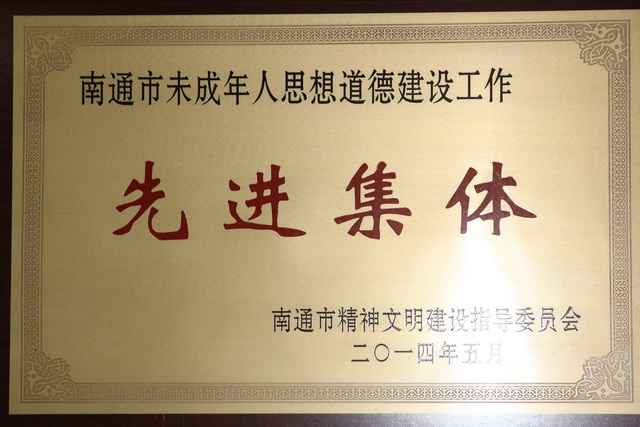 南通市未成年人思想道德建设工作
先进集体
南通市精神文明建设指导委员会
二〇一四年五月